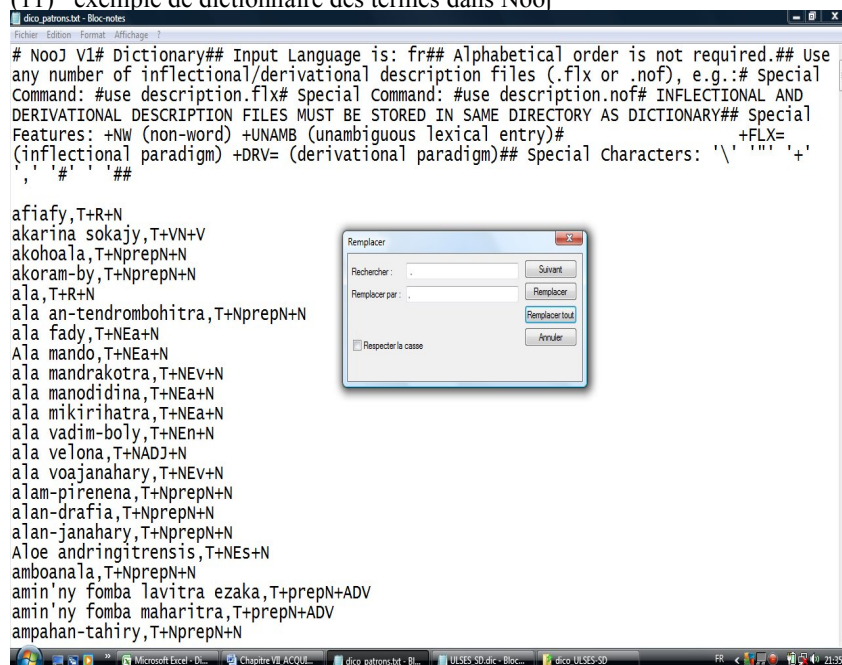 (11) exemple de dictionnaire des termes dans Nooj
dico_patrons.txt - Bloc-notes
Fichier Edition Format Affichage ?
# NooJ V1# Dictionary## Input Language is: fr## Alphabetical order is not required.## Use
any number of inflectional/derivational description files (.flx or .nof), e.g.:# Special
Command: #use description.flx# Special Command: #use description.nof# INFLECTIONAL AND
DERIVATIONAL DESCRIPTION FILES MUST BE STORED IN SAME DIRECTORY AS DICTIONARY## Special
Features: +NW (non-word) +UNAMB (unambiguous lexical entry)# +FLX=
(inflectional paradigm) +DRV= (derivational paradigm)## Special Characters: '\' '"' '+'
',' '#' ' '##
afiafy,T+R+N
akarina sokajy,T+VN+V
akohoala,T+NprepN+N
akoram-by,T+NprepN+N
ala,T+R+N
ala an-tendrombohitra,T+NprepN+N
ala fady,T+NEa+N
Ala mando,T+NEa+N
ala mandrakotra,T+NEv+N
ala manodidina,T+NEa+N
ala mikirihatra,T+NEa+N
ala vadim-boly,T+NEn+N
ala velona,T+NADJ+N
ala voajanahary,T+NEv+N
alam-pirenena,T+NprepN+N
alan-drafia,T+NprepN+N
alan-janahary,T+NprepN+N
Aloe andringitrensis,T+NEs+N
amboanala,T+NprepN+N
amin'ny fomba lavitra ezaka,T+prepN+ADV
amin'ny fomba maharitra,T+prepN+ADV
ampahan-tahiry,T+NprepN+N
Remplacer
Rechercher : . Suivant
Remplacer par : , Remplacer
Remplacer tout
Annuler
Respecter la casse
Microsoft Excel - Di... Chapitre VII_ACQUI... dico_patrons.txt - Bl... ULSES_SD.dic - Bloc... dico_ULSES-SD FR 21:35